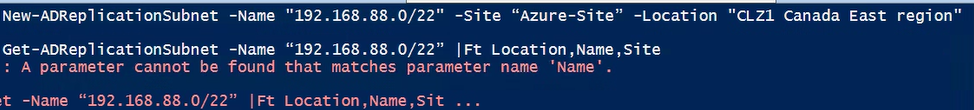 New-ADReplicationSubnet -Name "192.168.88.0/22" -Site “Azure-Site” -Location "CLZ1 Canada East region"
Get-ADReplicationSubnet -Name “192.168.88.0/22” |Ft Location,Name,Site
: A parameter cannot be found that matches parameter name 'Name'.
et -Name “192.168.88.0/22” |Ft Location,Name,Sit ...